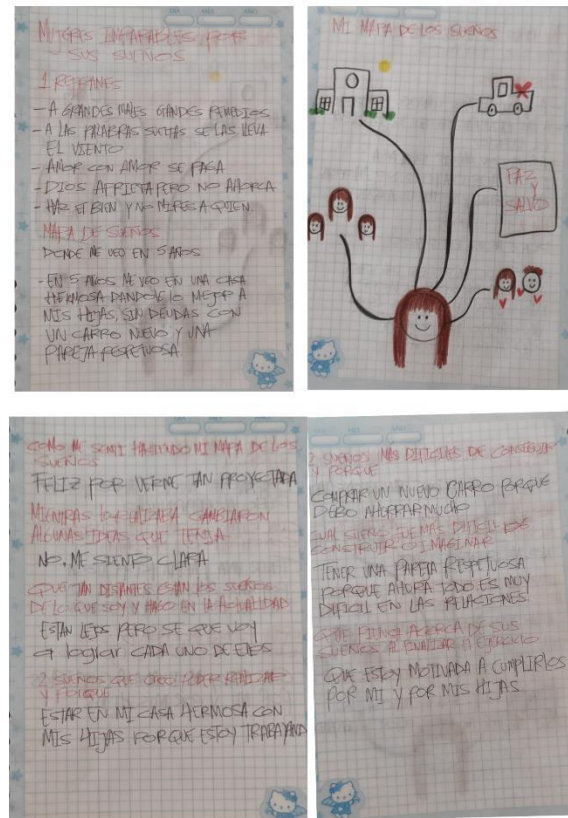 MUJERES IMPARABLES POR
SUS SUEÑOS
1. REFRANES
- A GRANDES MALES GANDES REMEDIOS
- A LAS PALABRAS SUELTAS SE LAS LLEVA
EL VIENTO
- AMOR CON AMOR SE PAGA
- DIOS APRIETA PERO NO AHORCA
- HAZ EL BIEN Y NO MIRES A QUIEN
MAPA DE SUEÑOS
DONDE ME VEO EN 5 AÑOS
- EN 5 AÑOS ME VEO EN UNA CASA
HERMOSA DANDOLE LO MEJOR A
MIS HIJAS, SIN DEUDAS CON
UN CARRO NUEVO Y UNA
PAREJA RESPETUOSA
MI MAPA DE LOS SUEÑOS
PAZ
Y
SALVO
COMO ME SENTI HACIENDO MI MAPA DE LOS
SUEÑOS
FELIZ POR VERME TAN PROYECTADA
MIENTRAS LO REALIZABA CAMBIARON
ALGUNAS IDEAS QUE TENIA
NO, ME SIENTO CLARA
QUE TAN DISTANTES ESTAN LOS SUEÑOS
DE LO QUE SOY Y HAGO EN LA ACTUALIDAD
ESTAN LEJOS PERO SE QUE VOY
a lograr CADA UNO DE ELLOS
2 SUEÑOS QUE CREO PODER REALIZAR
Y PORQUE
ESTAR EN MI CASA HERMOSA CON
MIS HIJAS PORQUE ESTOY TRABAJAND
2 SUEÑOS MAS DIFICILES DE CONSEGUIR
Y PORQUE
COMPRAR UN NUEVO CARRO PORQUE
DEBO AHORRAR MUCHO
CUAL SUEÑO FUE MAS DIFICIL DE
CONSTRUIR O IMAGINAR
TENER UNA PAREJA RESPETUOSA
PORQUE AHORA TODO ES MUY
DIFICIL EN LAS RELACIONES
QUE PIENSA ACERCA DE SUS
SUEÑOS AL FINALIZAR EL EJERCICIO
QUE ESTOY MOTIVADA A CUMPLIRLOS
POR MI Y POR MIS HIJAS